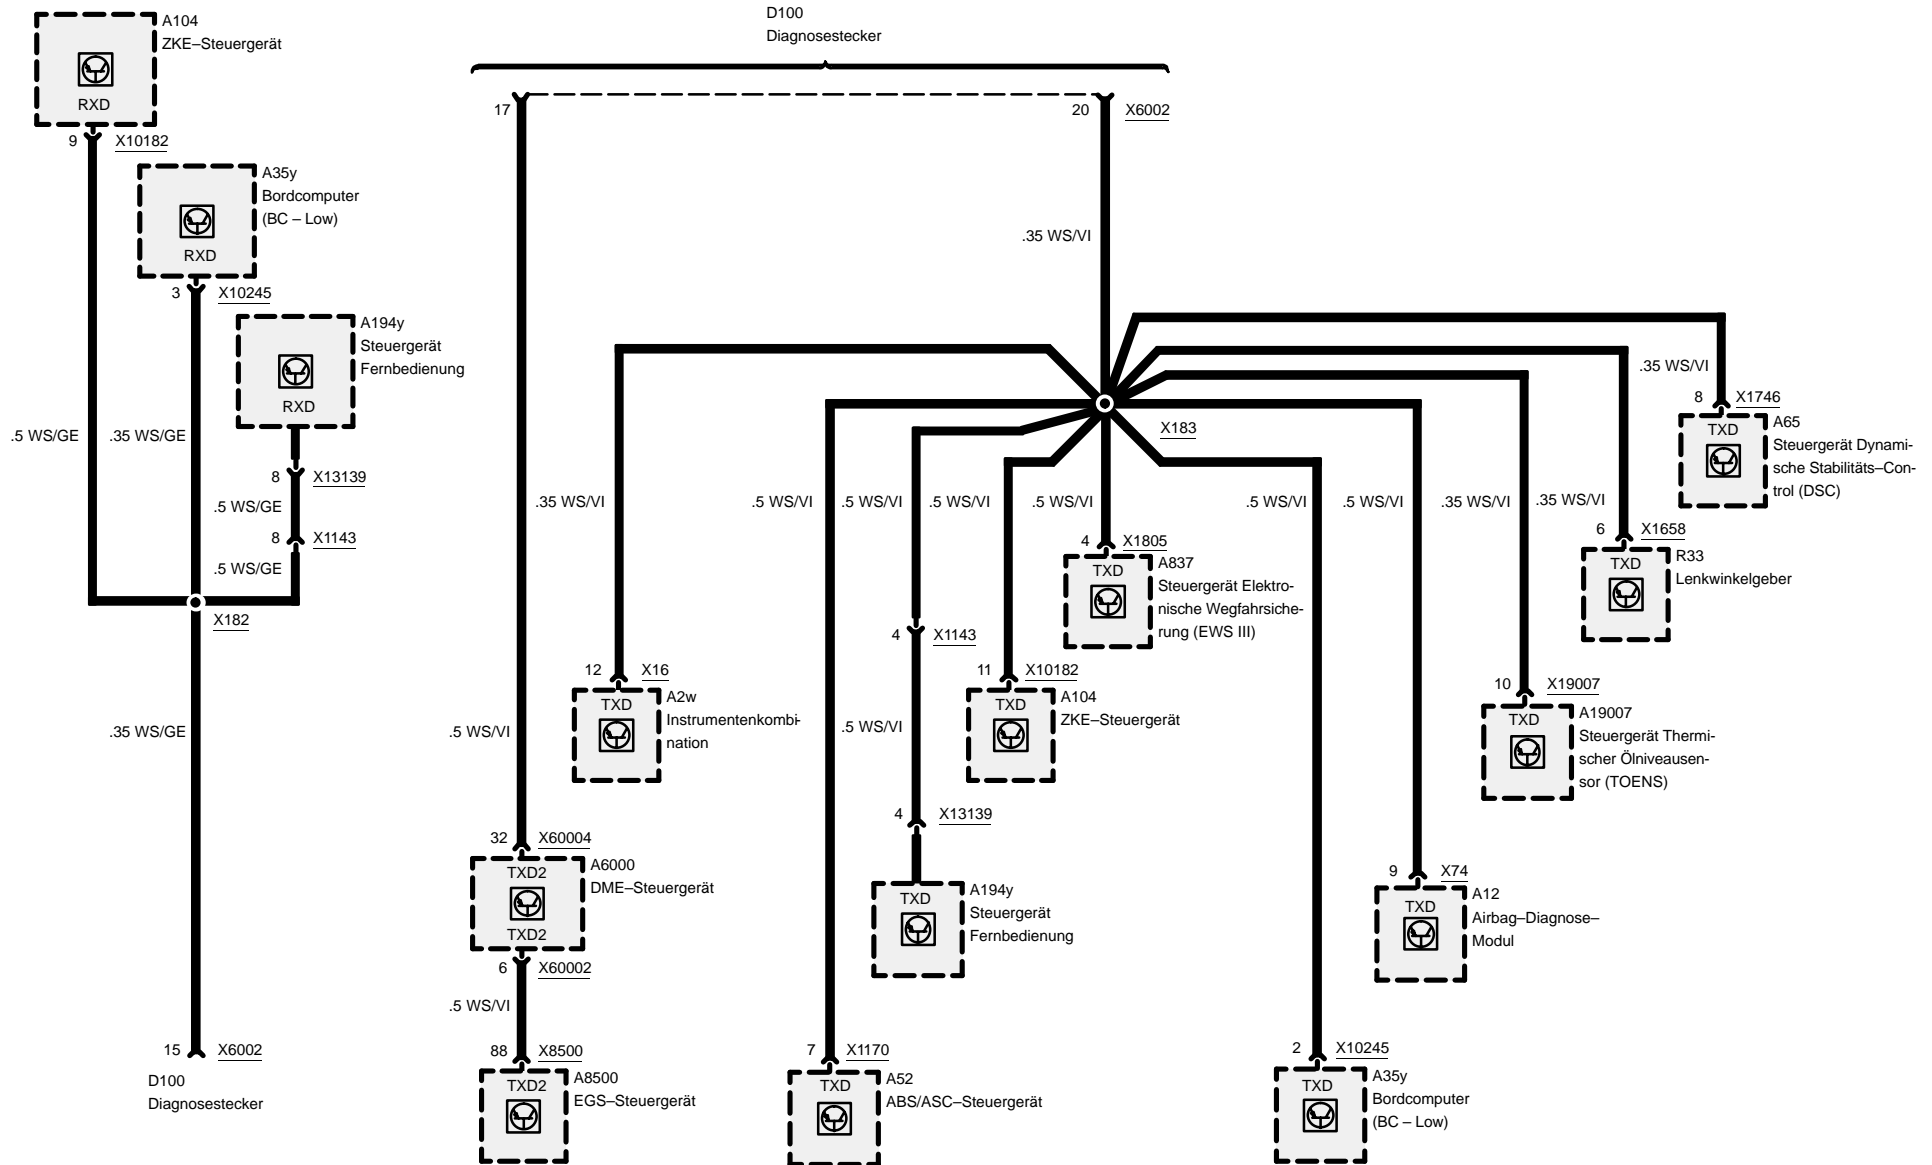 D100
Diagnosestecker
A104
ZKE–Steuergerät
RXD
9
X10182
A35y
Bordcomputer
(BC – Low)
RXD
3
X10245
A194y
Steuergerät
Fernbedienung
RXD
.5 WS/GE
.35 WS/GE
8
X13139
.5 WS/GE
8
X1143
.5 WS/GE
X182
.35 WS/GE
15
X6002
D100
Diagnosestecker
17
20
X6002
.35 WS/VI
X183
.5 WS/VI
32
X60004
TXD2
A6000
DME–Steuergerät
TXD2
6
X60002
.5 WS/VI
88
X8500
TXD2
A8500
EGS–Steuergerät
.35 WS/VI
12
X16
TXD
A2w
Instrumentenkombi-
nation
.5 WS/VI
7
X1170
TXD
A52
ABS/ASC–Steuergerät
.5 WS/VI
4
X1143
.5 WS/VI
4
X13139
TXD
A194y
Steuergerät
Fernbedienung
.5 WS/VI
11
X10182
TXD
A104
ZKE–Steuergerät
.5 WS/VI
4
X1805
TXD
A837
Steuergerät Elektro-
nische Wegfahrsiche-
rung (EWS III)
.5 WS/VI
2
X10245
TXD
A35y
Bordcomputer
(BC – Low)
.5 WS/VI
9
X74
TXD
A12
Airbag–Diagnose–
Modul
.35 WS/VI
10
X19007
TXD
A19007
Steuergerät Thermi-
scher Ölniveausen-
sor (TOENS)
.35 WS/VI
6
X1658
TXD
R33
Lenkwinkelgeber
.35 WS/VI
8
X1746
TXD
A65
Steuergerät Dynami-
sche Stabilitäts–Con-
trol (DSC)